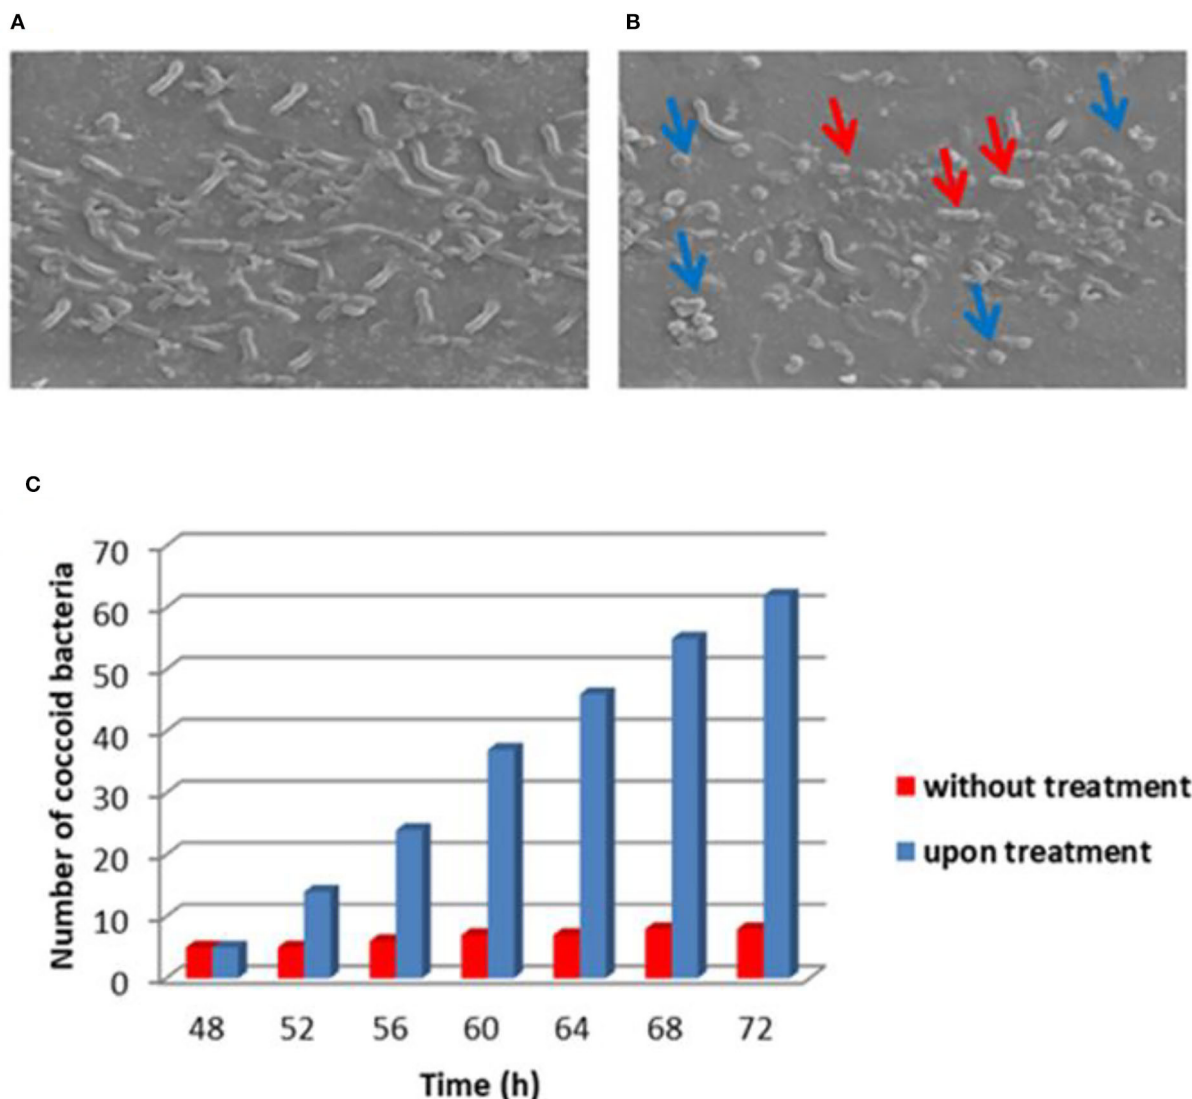 A
B
C
Number of coccoid bacteria
70
60
50
40
30
20
10
0
48 52 56 60 64 68 72
Time (h)
without treatment
upon treatment